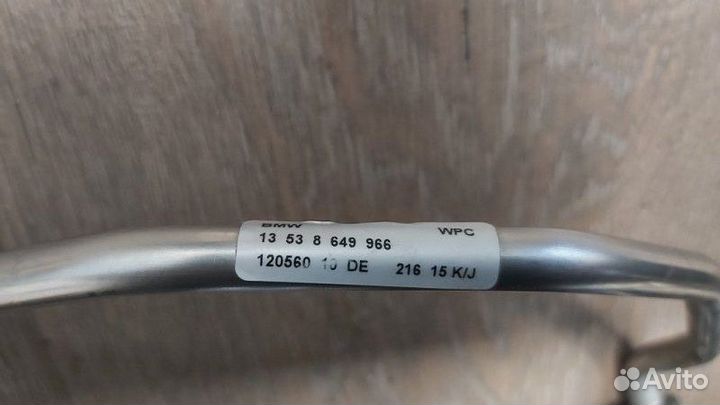 BMW WPC
13 53 8 649 966
120560 10 DE 216 15 K/J
Avito